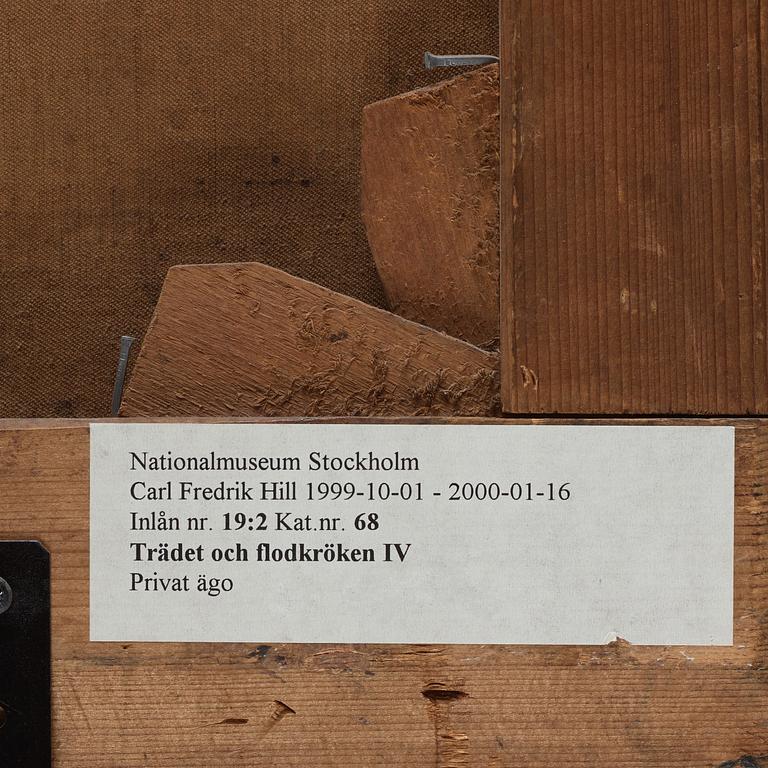 Nationalmuseum Stockholm
Carl Fredrik Hill 1999-10-01 - 2000-01-16
Inlån nr. 19:2 Kat.nr. 68
Trädet och flodkröken IV
Privat ägo